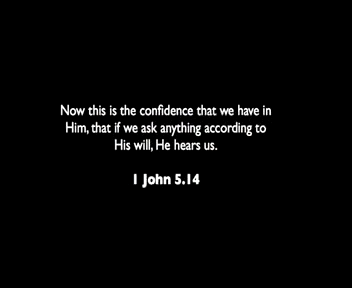 Now this is the confidence that we have in
Him, that if we ask anything according to
His will, He hears us.
1 John 5.14